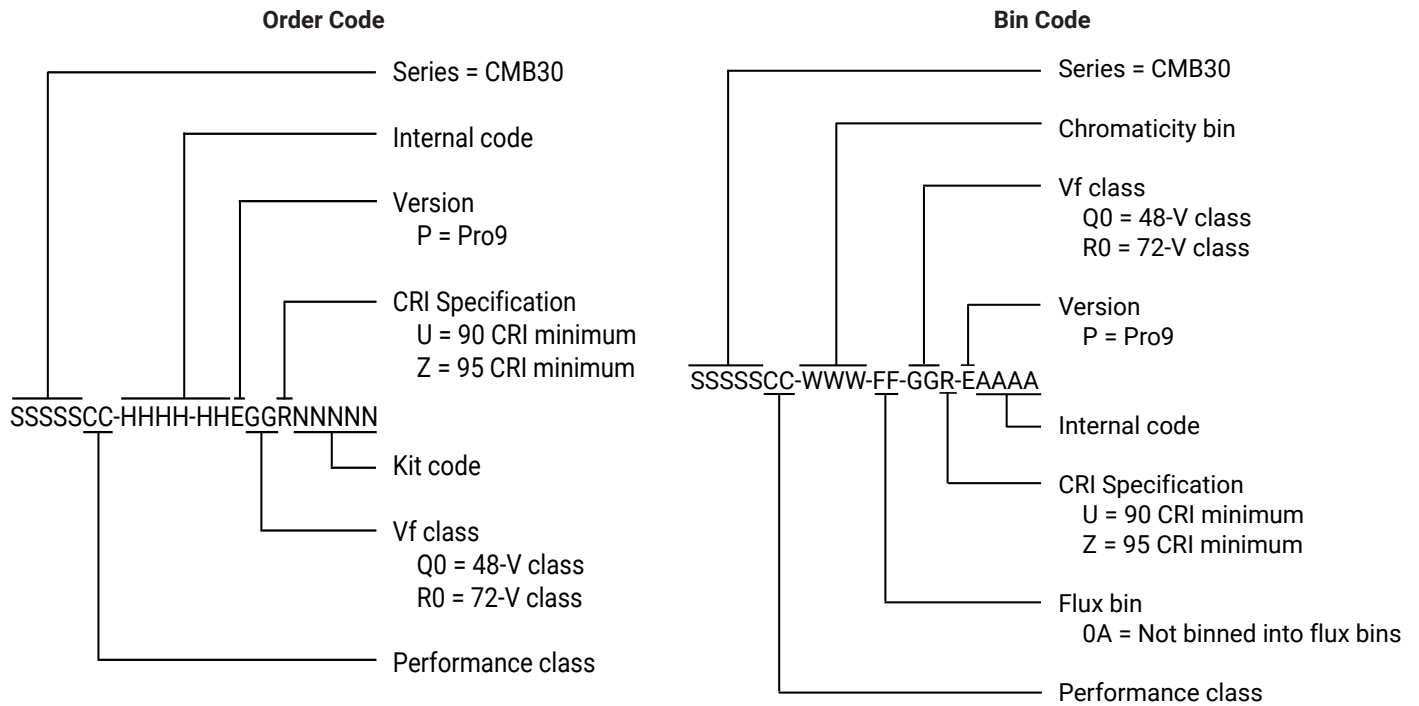 Order Code
Series = CMB30
Internal code
Version
P = Pro9
CRI Specification
U = 90 CRI minimum
Z = 95 CRI minimum
SSSSSCC-HHHH-HHEGGRNNNNN
Kit code
Vf class
Q0 = 48-V class
R0 = 72-V class
Performance class
Bin Code
Series = CMB30
Chromaticity bin
Vf class
Q0 = 48-V class
R0 = 72-V class
Version
P = Pro9
SSSSSCC-WWW-FF-GGR-EAAAA
Internal code
CRI Specification
U = 90 CRI minimum
Z = 95 CRI minimum
Flux bin
0A = Not binned into flux bins
Performance class